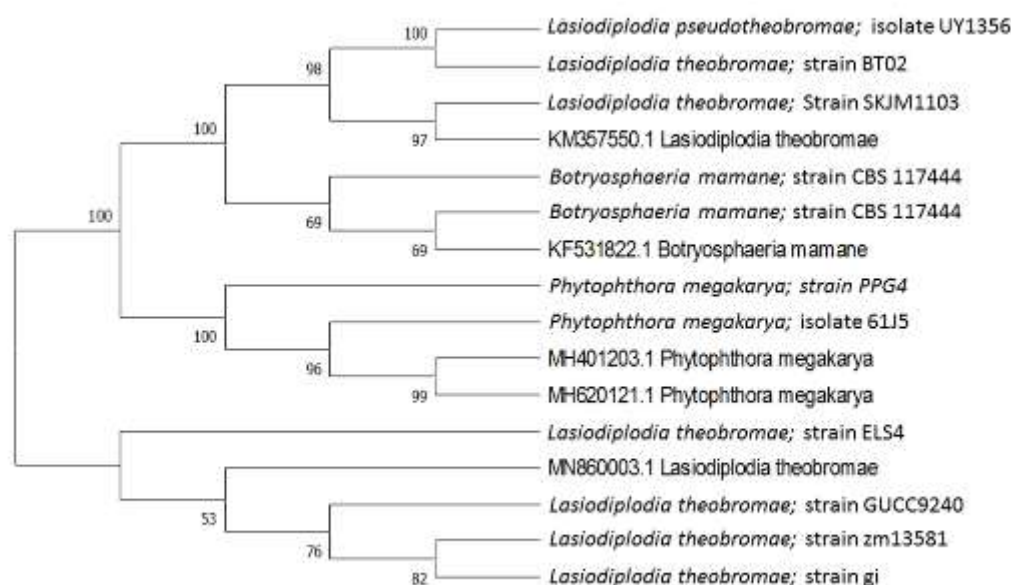 Lasiodiplodia pseudotheobromae; isolate UY1356
100
Lasiodiplodia theobromae; strain BT02
98
Lasiodiplodia theobromae; Strain SKJM1103
100
97
KM357550.1 Lasiodiplodia theobromae
Botryosphaeria mamane; strain CBS 117444
100
69
Botryosphaeria mamane; strain CBS 117444
69
KF531822.1 Botryosphaeria mamane
Phytophthora megakarya; strain PPG4
100
Phytophthora megakarya; isolate 61J5
96
MH401203.1 Phytophthora megakarya
99
MH620121.1 Phytophthora megakarya
Lasiodiplodia theobromae; strain ELS4
MN860003.1 Lasiodiplodia theobromae
53
Lasiodiplodia theobromae; strain GUCC9240
76
Lasiodiplodia theobromae; strain zm13581
82
Lasiodiplodia theobromae; strain gi